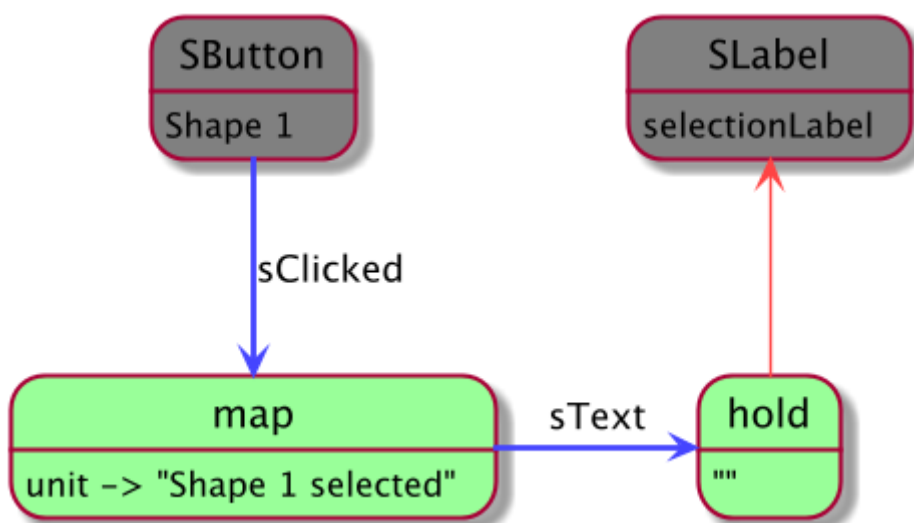 SButton
Shape 1
SLabel
selectionLabel
sClicked
map
unit -> "Shape 1 selected"
sText
hold
""